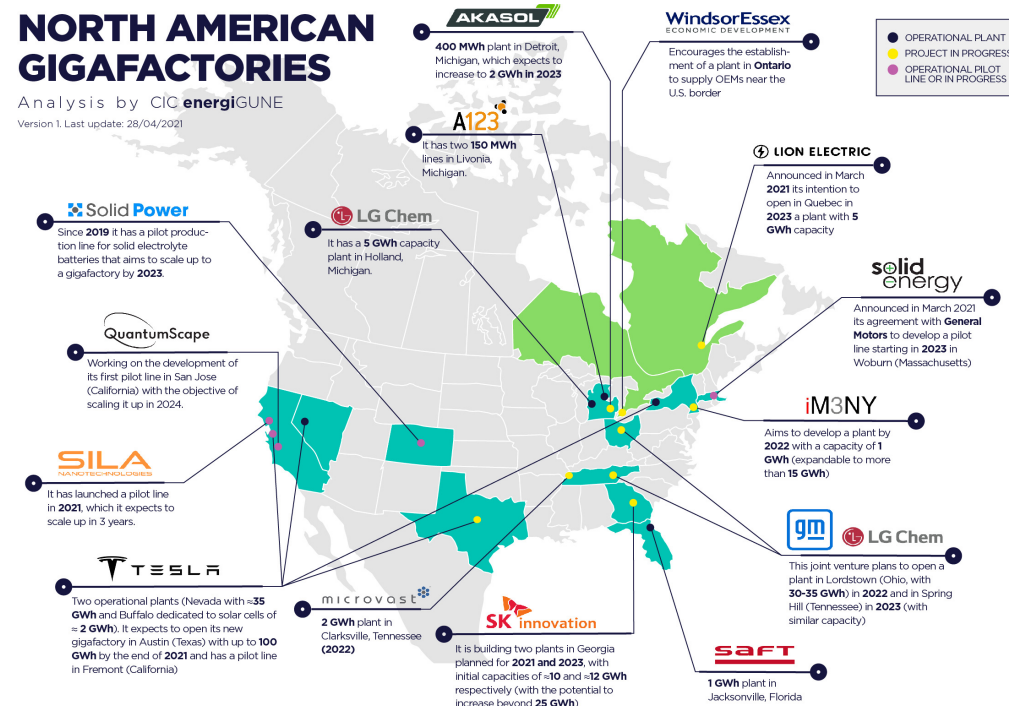 NORTH AMERICAN
GIGAFACTORIES
Analysis by CIC energiGUNE
Version 1. Last update: 28/04/2021
AKASOL
400 MWh plant in Detroit,
Michigan, which expects to
increase to 2 GWh in 2023
WindsorEssex
ECONOMIC DEVELOPMENT
Encourages the establish-
ment of a plant in Ontario
to supply OEMs near the
U.S. border
OPERATIONAL PLANT
PROJECT IN PROGRESS
OPERATIONAL PILOT
LINE OR IN PROGRESS
A123
It has two 150 MWh
lines in Livonia,
Michigan.
LION ELECTRIC
Announced in March
2021 its intention to
open in Quebec in
2023 a plant with 5
GWh capacity
Solid Power
Since 2019 it has a pilot produc-
tion line for solid electrolyte
batteries that aims to scale up to
a gigafactory by 2023.
LG Chem
It has a 5 GWh capacity
plant in Holland,
Michigan.
solid
energy
Announced in March 2021
its agreement with General
Motors to develop a pilot
line starting in 2023 in
Woburn (Massachusetts)
QuantumScape
Working on the development of
its first pilot line in San Jose
(California) with the objective of
scaling it up in 2024.
iM3NY
Aims to develop a plant by
2022 with a capacity of 1
GWh (expandable to more
than 15 GWh)
SILA
NANOTECHNOLOGIES
It has launched a pilot line
in 2021, which it expects to
scale up in 3 years.
gm LG Chem
This joint venture plans to open a
plant in Lordstown (Ohio, with
30-35 GWh) in 2022 and in Spring
Hill (Tennessee) in 2023 (with
similar capacity)
TESLA
Two operational plants (Nevada with ≈35
GWh and Buffalo dedicated to solar cells of
≈ 2 GWh). It expects to open its new
gigafactory in Austin (Texas) with up to 100
GWh by the end of 2021 and has a pilot line
in Fremont (California)
microvast
2 GWh plant in
Clarksville, Tennessee
(2022)
SK innovation
It is building two plants in Georgia
planned for 2021 and 2023, with
initial capacities of ≈10 and ≈12 GWh
respectively (with the potential to
increase beyond 25 GWh)
saft
1 GWh plant in
Jacksonville, Florida